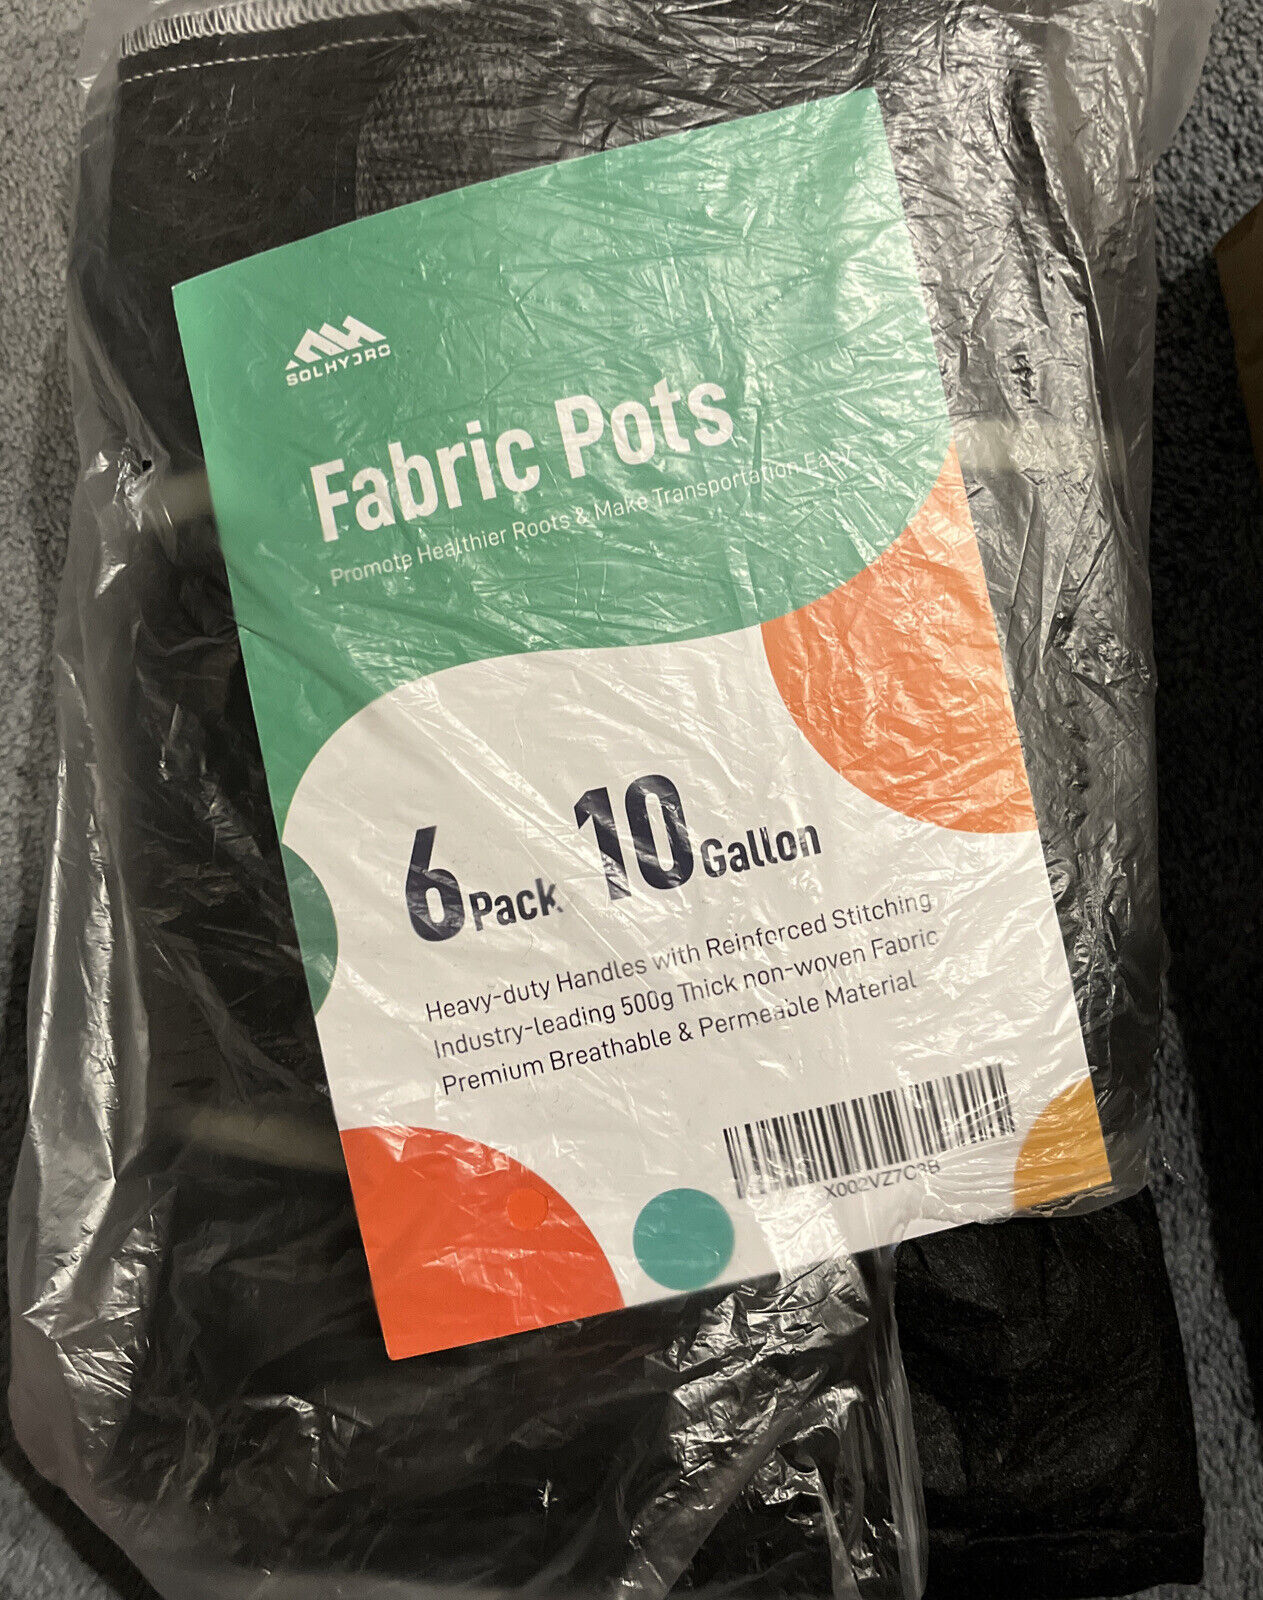 SOLHYDRO
Fabric Pots
Promote Healthier Roots & Make Transportation Easy
6 Pack 10 Gallon
Heavy-duty Handles with Reinforced Stitching
Industry-leading 500g Thick non-woven Fabric
Premium Breathable & Permeable Material
X002VZ7C3B